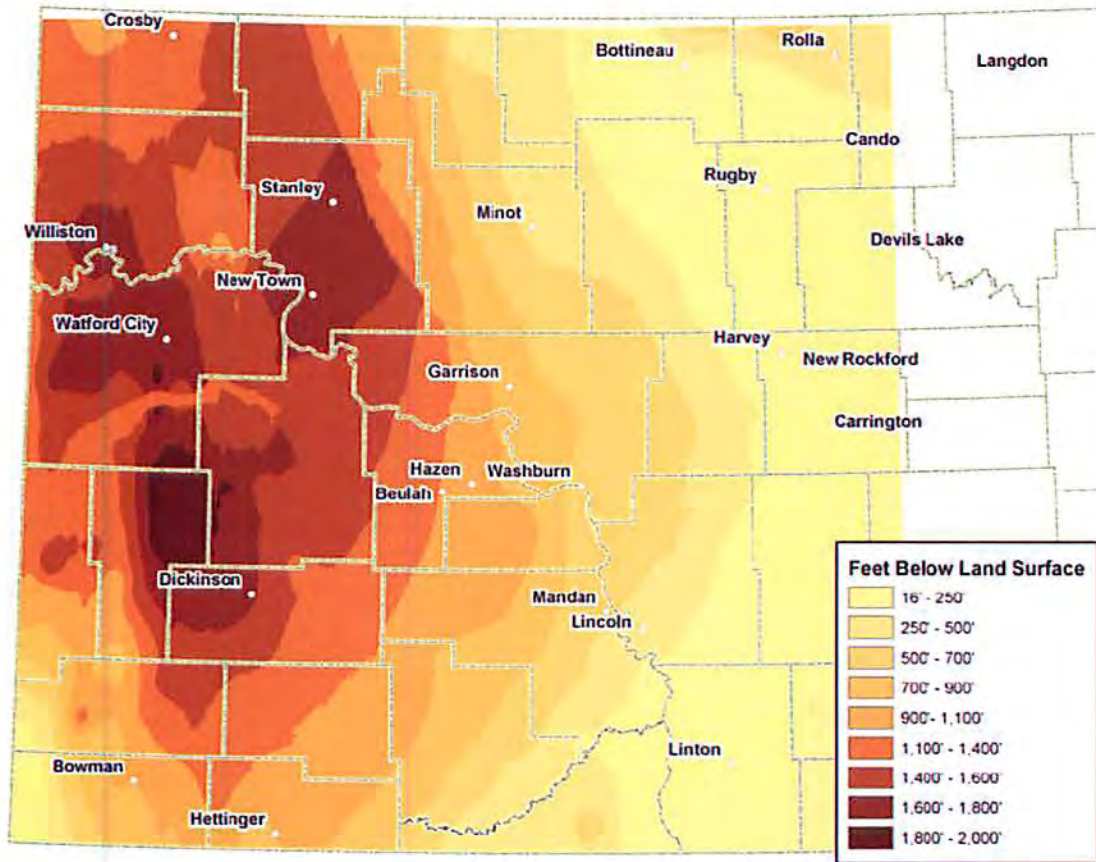 Crosby
Bottineau
Rolla
Langdon
Cando
Rugby
Stanley
Minot
Williston
Devils Lake
New Town
Watford City
Harvey
New Rockford
Garrison
Carrington
Hazen
Washburn
Beulah
Dickinson
Mandan
Lincoln
Linton
Bowman
Hettinger
Feet Below Land Surface
16' - 250'
250' - 500'
500' - 700'
700' - 900'
900'- 1,100'
1,100' - 1,400'
1,400' - 1,600'
1,600' - 1,800'
1,800' - 2,000'